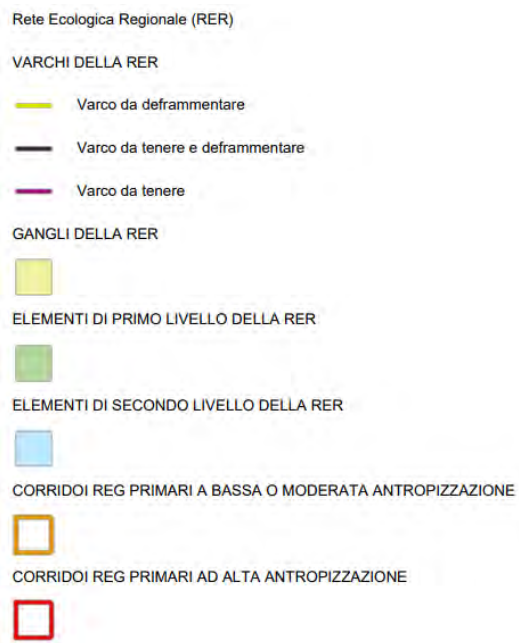 Rete Ecologica Regionale (RER)
VARCHI DELLA RER
Varco da deframmentare
Varco da tenere e deframmentare
Varco da tenere
GANGLI DELLA RER
ELEMENTI DI PRIMO LIVELLO DELLA RER
ELEMENTI DI SECONDO LIVELLO DELLA RER
CORRIDOI REG PRIMARI A BASSA O MODERATA ANTROPIZZAZIONE
CORRIDOI REG PRIMARI AD ALTA ANTROPIZZAZIONE